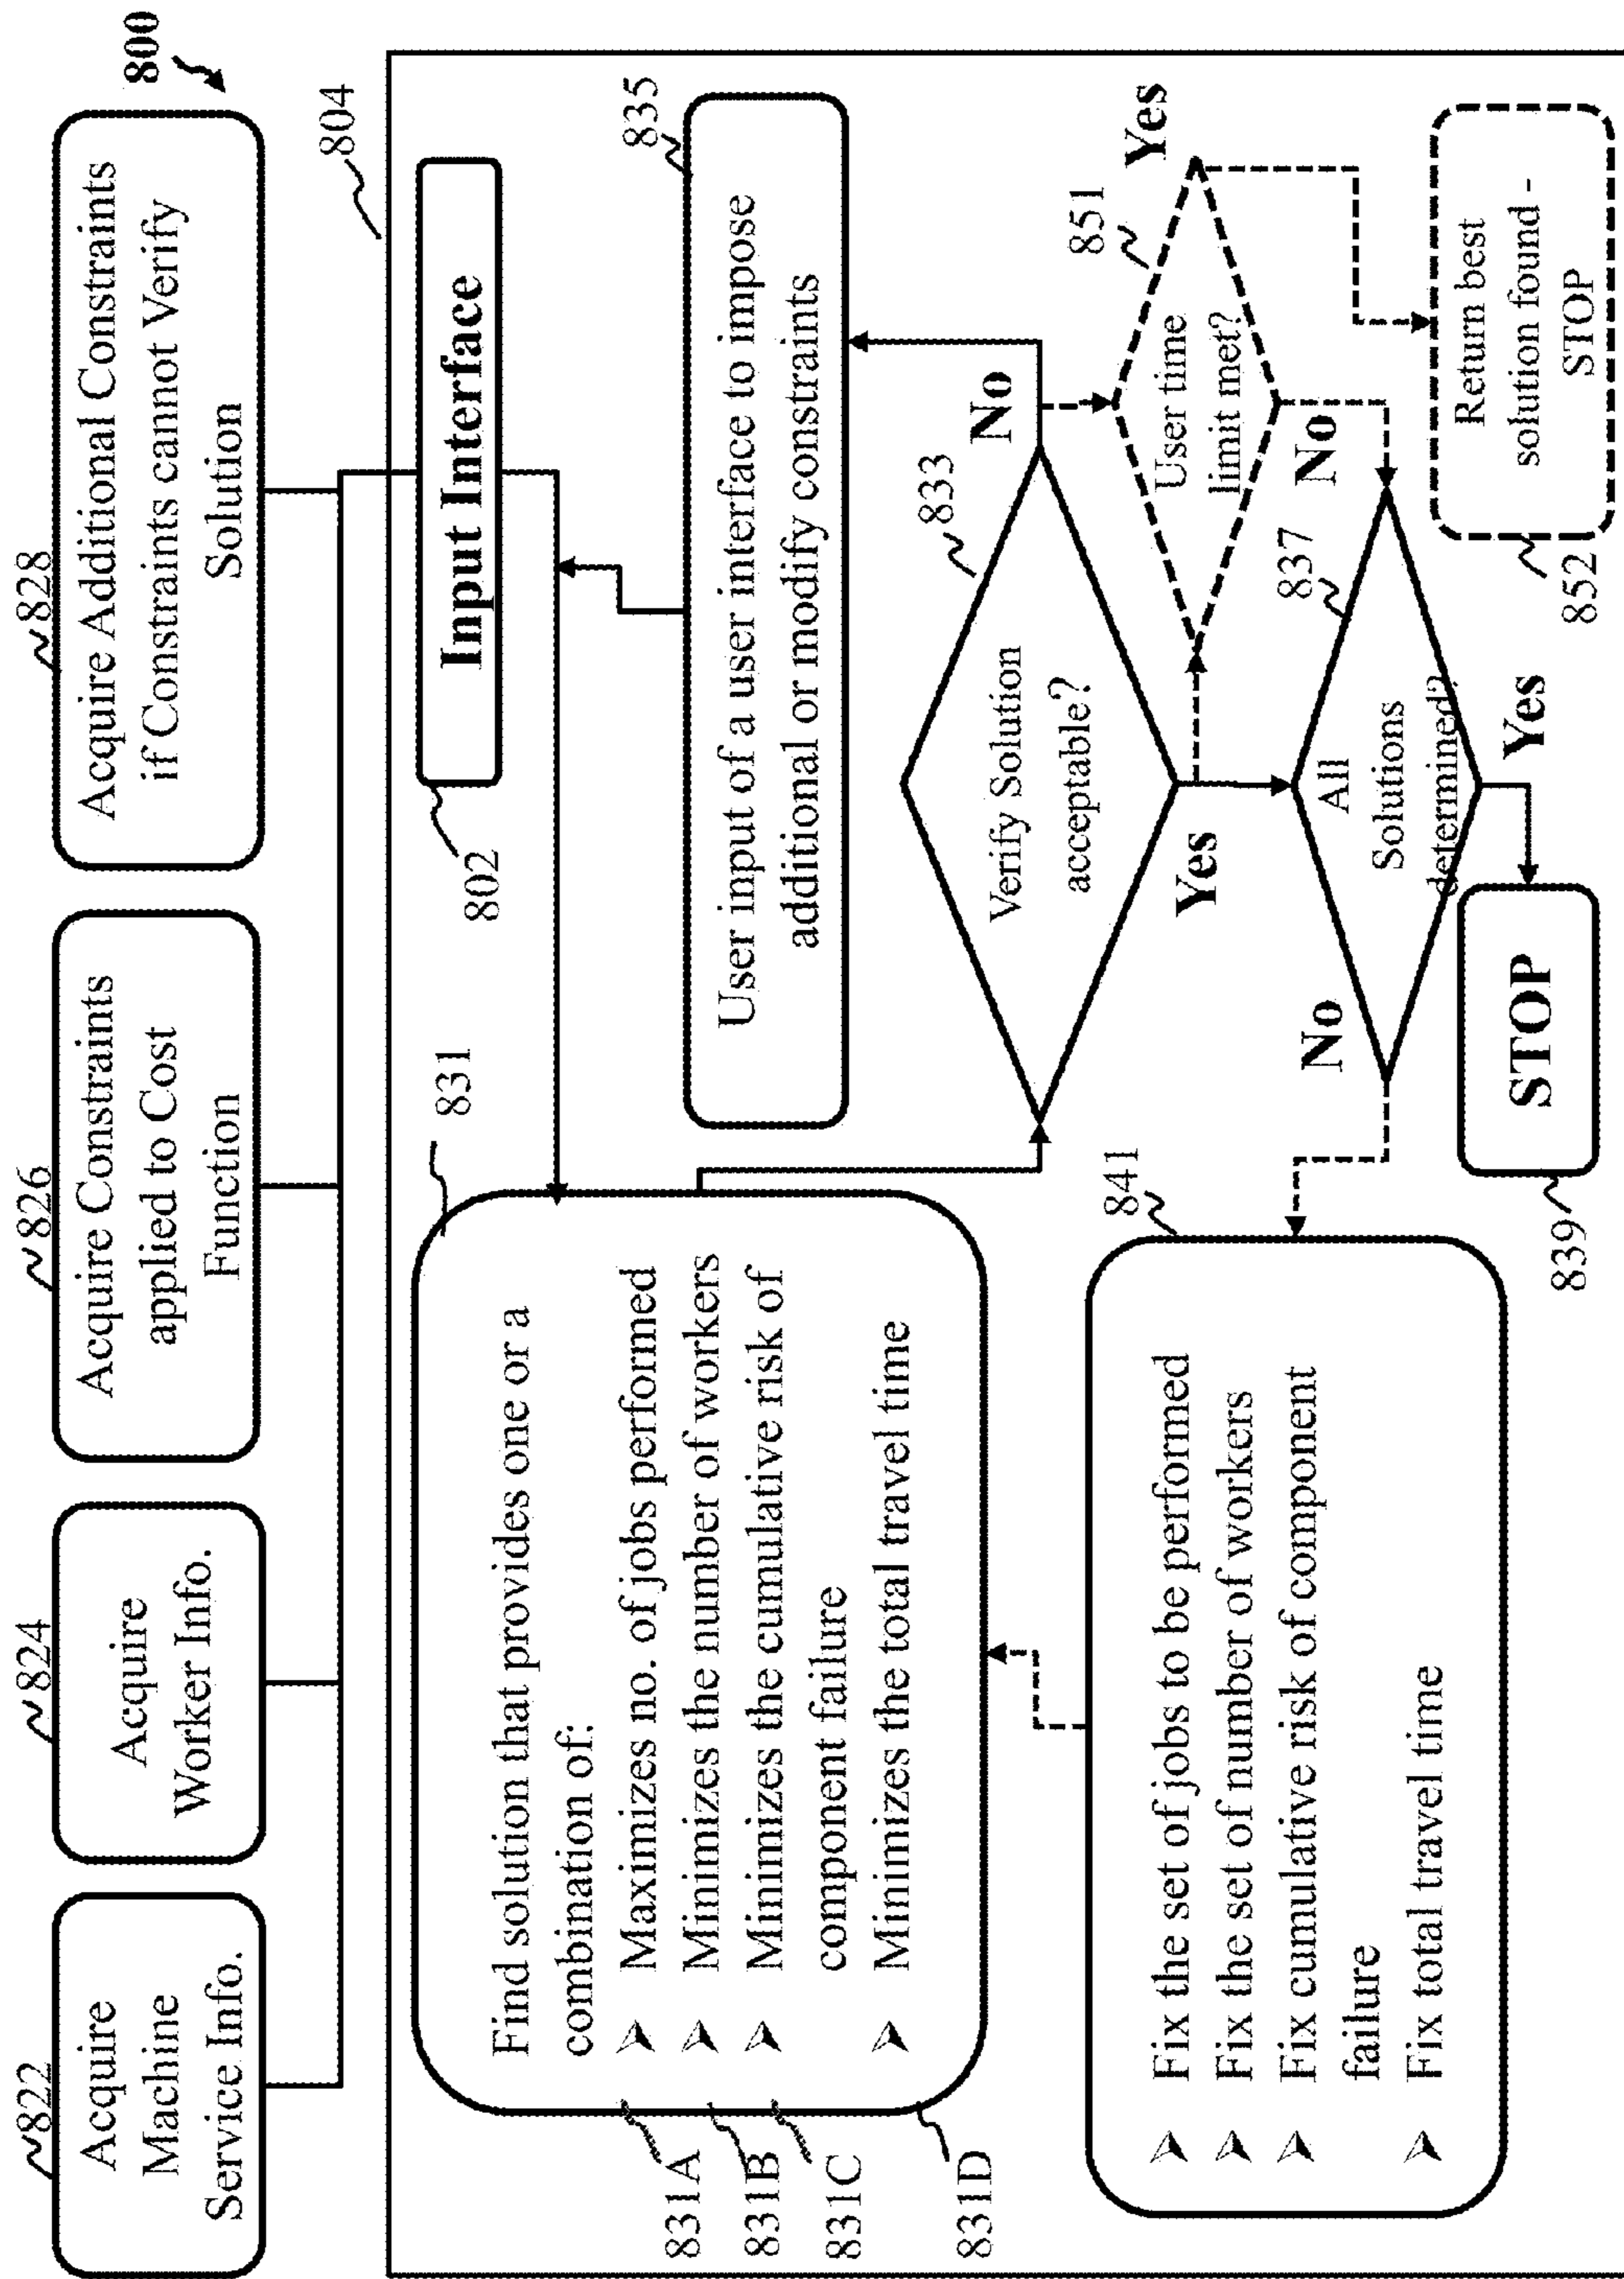 800
822
Acquire
Machine
Service Info.
824
Acquire
Worker Info.
826
Acquire Constraints
applied to Cost
Function
828
Acquire Additional Constraints
if Constraints cannot Verify
Solution
804
802
Input Interface
831
Find solution that provides one or a
combination of:
➢ Maximizes no. of jobs performed
➢ Minimizes the number of workers
➢ Minimizes the cumulative risk of
component failure
➢ Minimizes the total travel time
831A
831B
831C
831D
835
User input of a user interface to impose
additional or modify constraints
833
Verify Solution
acceptable?
No
Yes
851
User time
limit met?
Yes
No
837
All
Solutions
determined?
No
Yes
841
➢ Fix the set of jobs to be performed
➢ Fix the set of number of workers
➢ Fix cumulative risk of component
failure
➢ Fix total travel time
STOP
839
852
Return best
solution found -
STOP